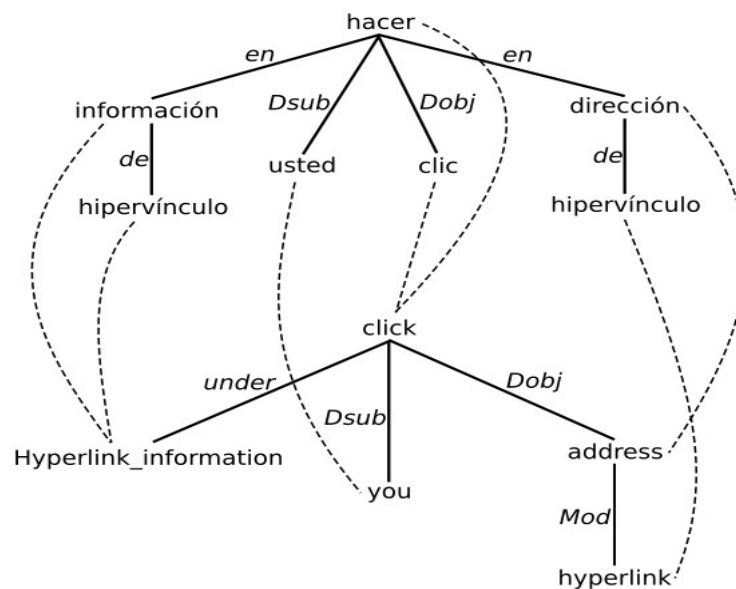 hacer
en en
información Dsub Dobj dirección
de usted clic de
hipervínculo hipervínculo
click
under Dobj
Dsub
Hyperlink_information address
you
Mod
hyperlink